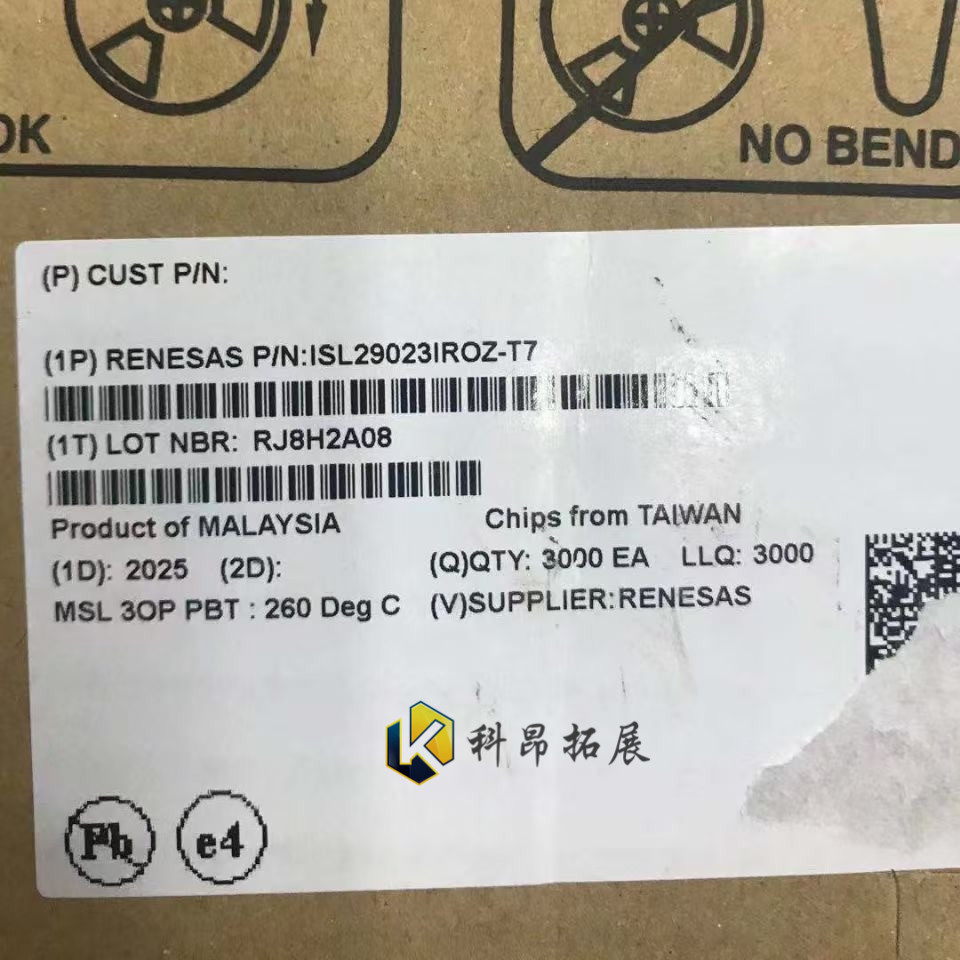 OK
NO BEND
(P) CUST P/N:
(1P) RENESAS P/N:ISL29023IROZ-T7
(1T) LOT NBR: RJ8H2A08
Product of MALAYSIA Chips from TAIWAN
(1D): 2025 (2D): (Q)QTY: 3000 EA LLQ: 3000
MSL 3OP PBT : 260 Deg C (V)SUPPLIER:RENESAS
K 科昂拓展
Pb e4